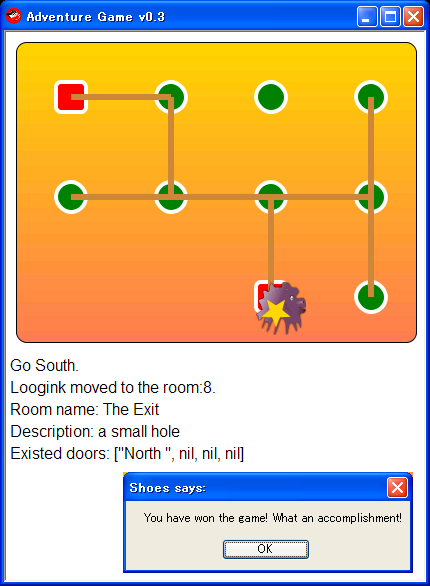 Adventure Game v0.3
Go South.
Loogink moved to the room:8.
Room name: The Exit
Description: a small hole
Existed doors: ["North ", nil, nil, nil]
Shoes says:
You have won the game! What an accomplishment!
OK